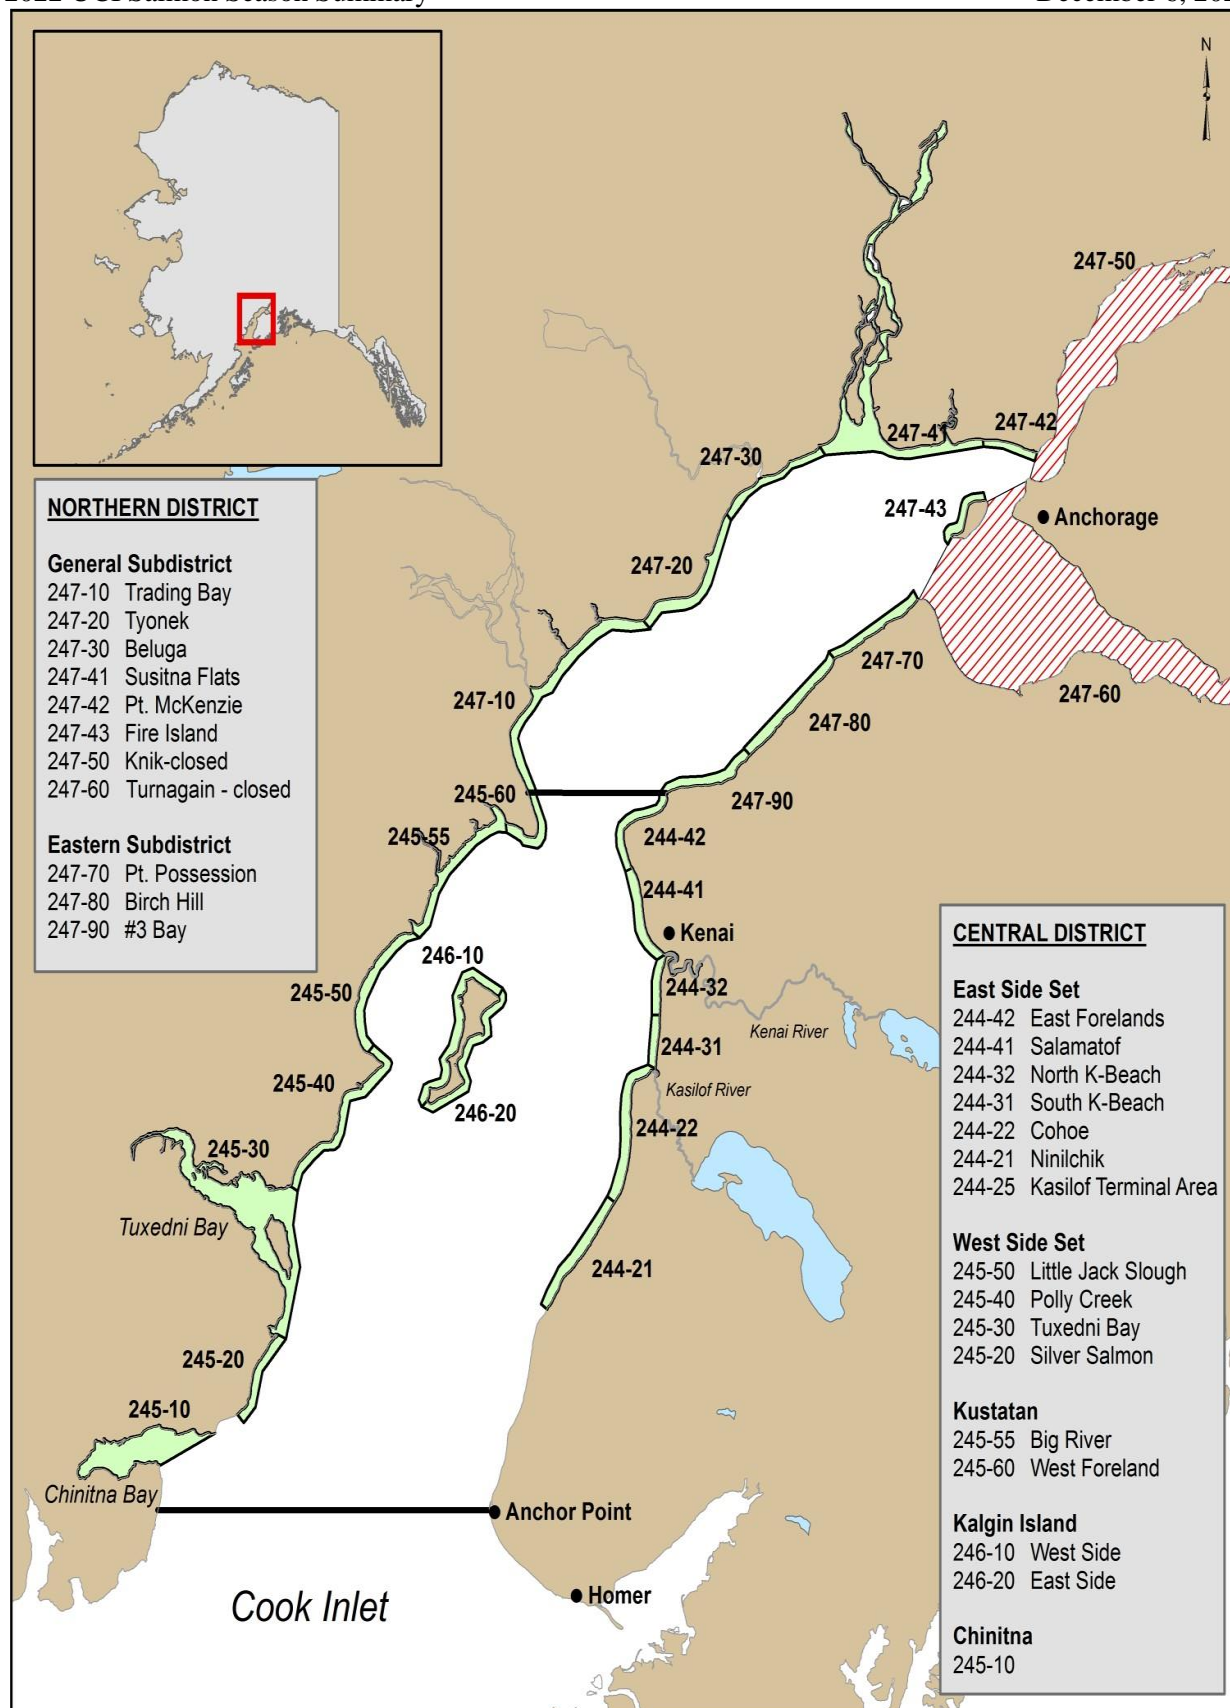 N
247-50
247-42
247-41
247-30
247-43
Anchorage
247-20
247-70
247-60
247-10
247-80
245-60
247-90
245-55
244-42
244-41
Kenai
246-10
245-50
244-32
Kenai River
244-31
245-40
Kasilof River
246-20
244-22
245-30
Tuxedni Bay
244-21
245-20
245-10
Chinitna Bay
Anchor Point
Homer
Cook Inlet
NORTHERN DISTRICT
General Subdistrict
247-10 Trading Bay
247-20 Tyonek
247-30 Beluga
247-41 Susitna Flats
247-42 Pt. McKenzie
247-43 Fire Island
247-50 Knik-closed
247-60 Turnagain - closed
Eastern Subdistrict
247-70 Pt. Possession
247-80 Birch Hill
247-90 #3 Bay
CENTRAL DISTRICT
East Side Set
244-42 East Forelands
244-41 Salamatof
244-32 North K-Beach
244-31 South K-Beach
244-22 Cohoe
244-21 Ninilchik
244-25 Kasilof Terminal Area
West Side Set
245-50 Little Jack Slough
245-40 Polly Creek
245-30 Tuxedni Bay
245-20 Silver Salmon
Kustatan
245-55 Big River
245-60 West Foreland
Kalgin Island
246-10 West Side
246-20 East Side
Chinitna
245-10